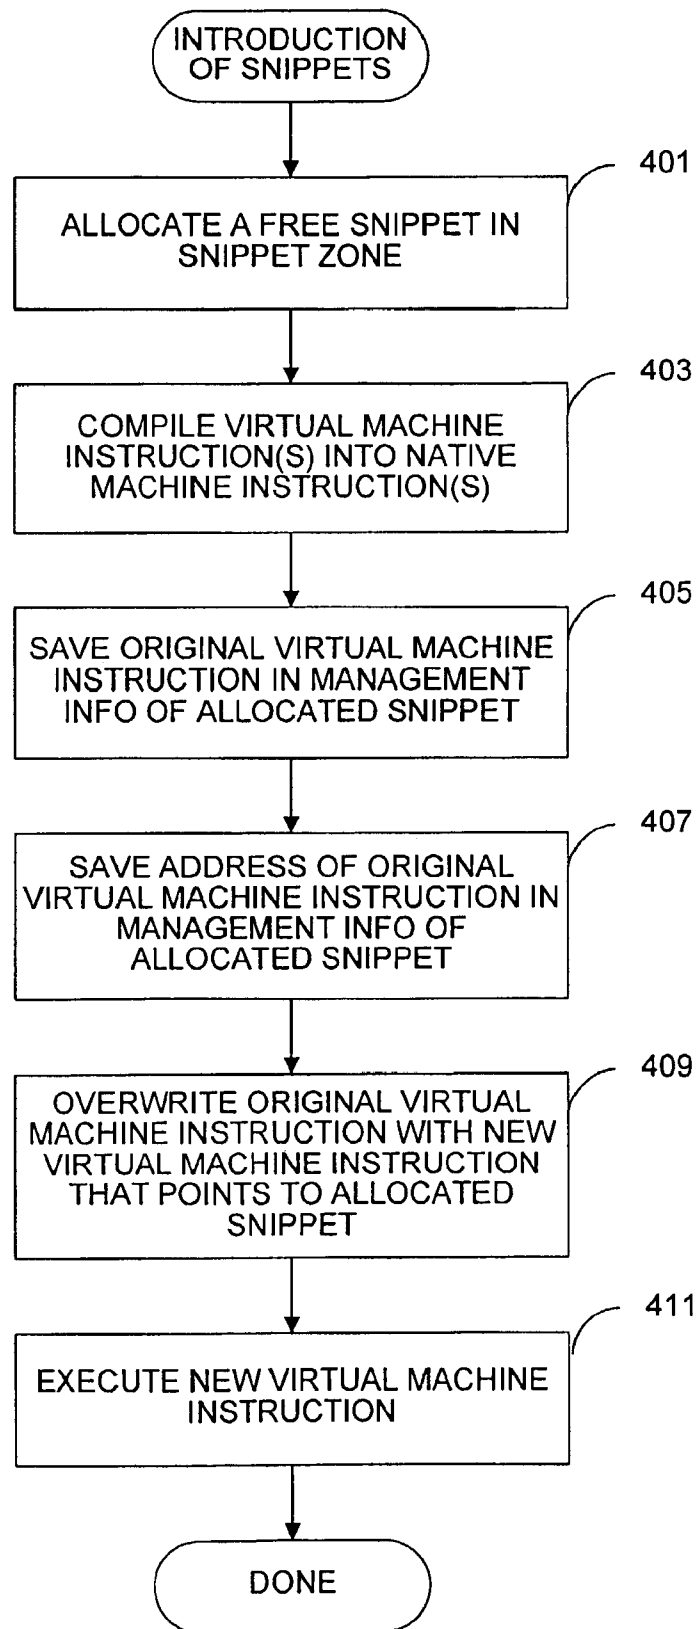 INTRODUCTION
OF SNIPPETS
401
ALLOCATE A FREE SNIPPET IN
SNIPPET ZONE
403
COMPILE VIRTUAL MACHINE
INSTRUCTION(S) INTO NATIVE
MACHINE INSTRUCTION(S)
405
SAVE ORIGINAL VIRTUAL MACHINE
INSTRUCTION IN MANAGEMENT
INFO OF ALLOCATED SNIPPET
407
SAVE ADDRESS OF ORIGINAL
VIRTUAL MACHINE INSTRUCTION IN
MANAGEMENT INFO OF
ALLOCATED SNIPPET
409
OVERWRITE ORIGINAL VIRTUAL
MACHINE INSTRUCTION WITH NEW
VIRTUAL MACHINE INSTRUCTION
THAT POINTS TO ALLOCATED
SNIPPET
411
EXECUTE NEW VIRTUAL MACHINE
INSTRUCTION
DONE